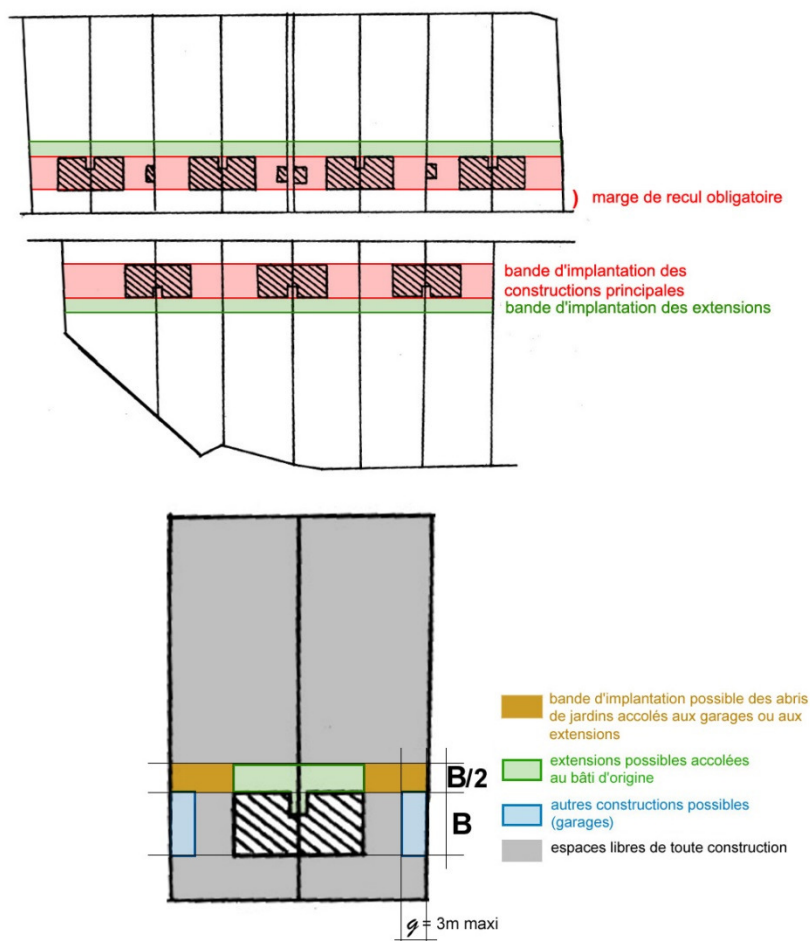 ) marge de recul obligatoire
bande d'implantation des
constructions principales
bande d'implantation des extensions
bande d'implantation possible des abris
de jardins accolés aux garages ou aux
extensions
B/2
extensions possibles accolées
au bâti d'origine
B
autres constructions possibles
(garages)
espaces libres de toute construction
g = 3m maxi